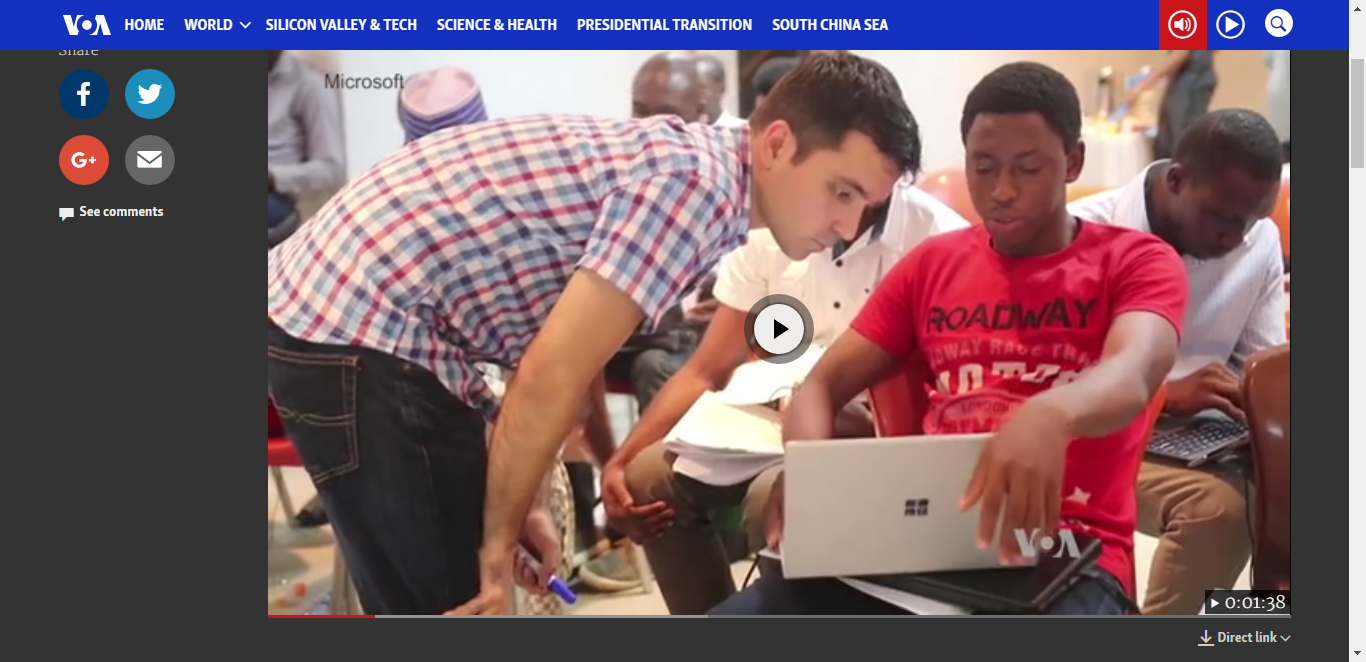 VOA HOME WORLD SILICON VALLEY & TECH SCIENCE & HEALTH PRESIDENTIAL TRANSITION SOUTH CHINA SEA
Share
f
G+
See comments
Microsoft
ROADWAY
LONDON
VOA
0:01:38
Direct link